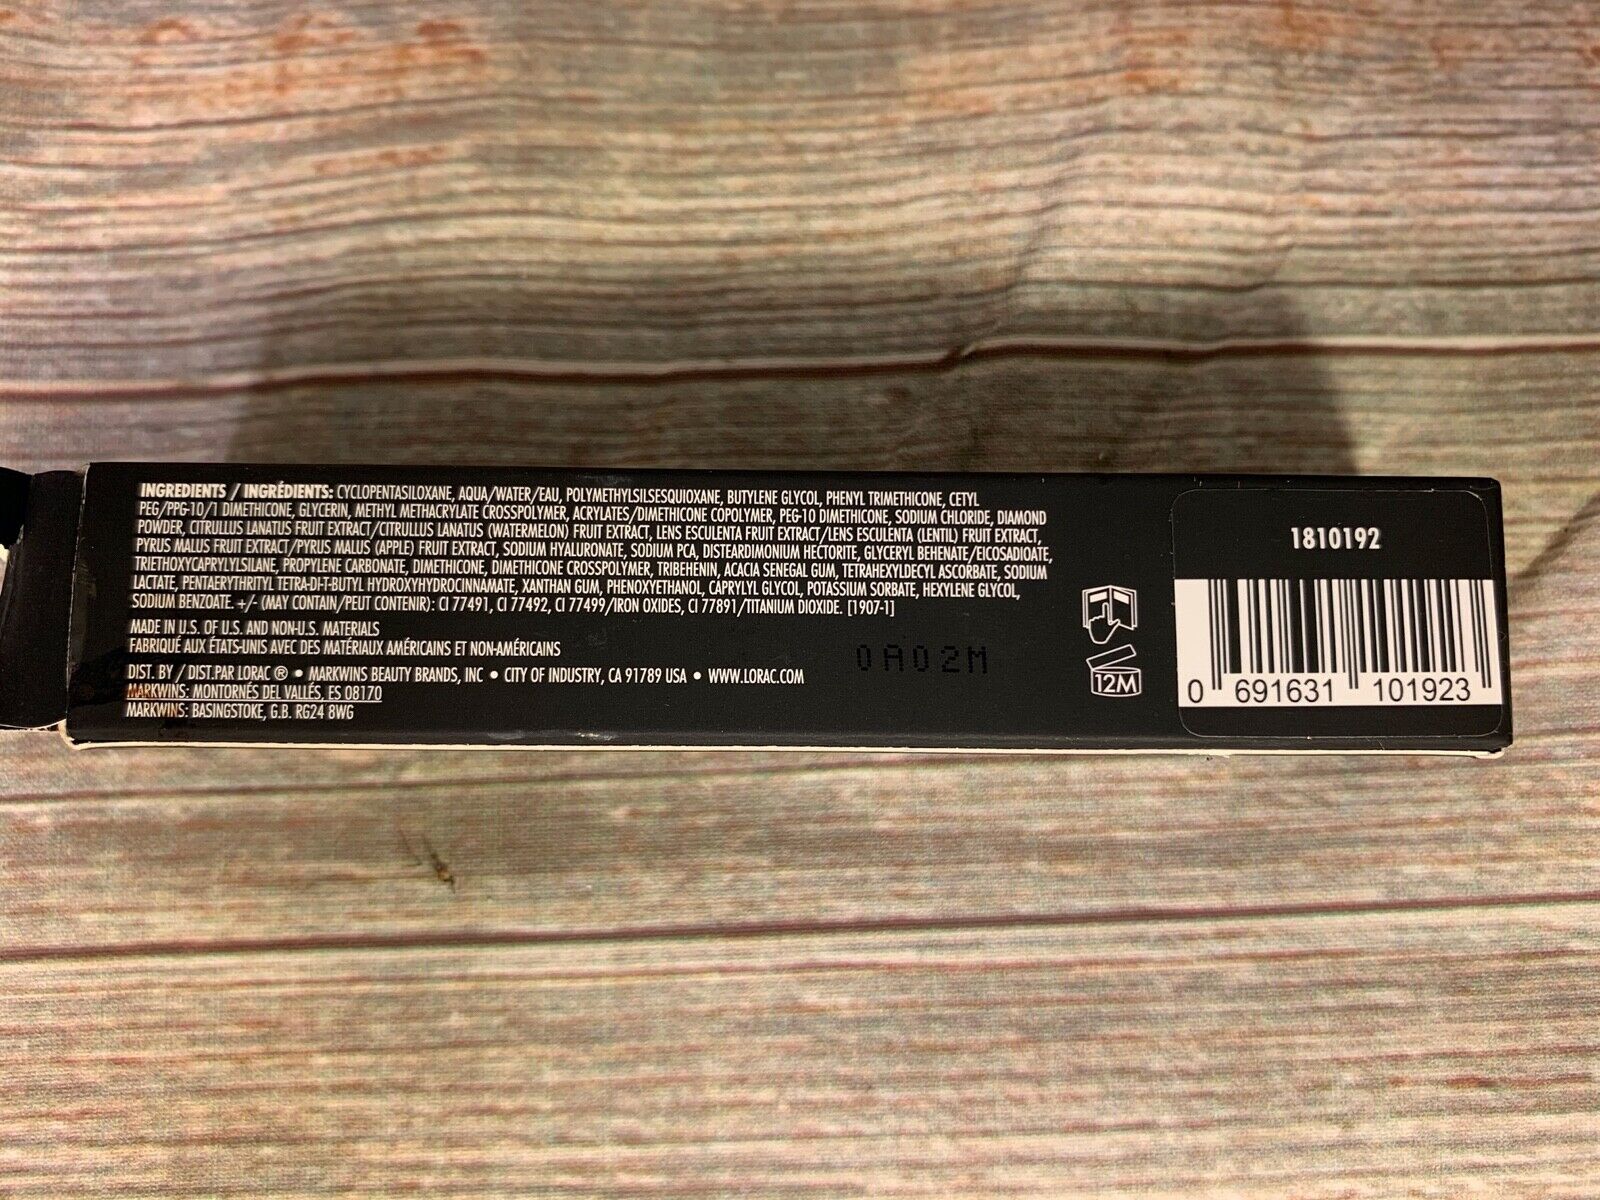 INGREDIENTS / INGRÉDIENTS: CYCLOPENTASILOXANE, AQUA/WATER/EAU, POLYMETHYLSILSESQUIOXANE, BUTYLENE GLYCOL, PHENYL TRIMETHICONE, CETYL
PEG/PPG-10/1 DIMETHICONE, GLYCERIN, METHYL METHACRYLATE CROSSPOLYMER, ACRYLATES/DIMETHICONE COPOLYMER, PEG-10 DIMETHICONE, SODIUM CHLORIDE, DIAMOND
POWDER, CITRULLUS LANATUS FRUIT EXTRACT/CITRULLUS LANATUS (WATERMELON) FRUIT EXTRACT, LENS ESCULENTA FRUIT EXTRACT/LENS ESCULENTA (LENTIL) FRUIT EXTRACT,
PYRUS MALUS FRUIT EXTRACT/PYRUS MALUS (APPLE) FRUIT EXTRACT, SODIUM HYALURONATE, SODIUM PCA, DISTEARDIMONIUM HECTORITE, GLYCERYL BEHENATE/EICOSADIOATE,
TRIETHOXYCAPRYLYLSILANE, PROPYLENE CARBONATE, DIMETHICONE, DIMETHICONE CROSSPOLYMER, TRIBEHENIN, ACACIA SENEGAL GUM, TETRAHEXYLDECYL ASCORBATE, SODIUM
LACTATE, PENTAERYTHRITYL TETRA-DI-T-BUTYL HYDROXYHYDROCINNAMATE, XANTHAN GUM, PHENOXYETHANOL, CAPRYLYL GLYCOL, POTASSIUM SORBATE, HEXYLENE GLYCOL,
SODIUM BENZOATE. +/- (MAY CONTAIN/PEUT CONTENIR): CI 77491, CI 77492, CI 77499/IRON OXIDES, CI 77891/TITANIUM DIOXIDE. [1907-1]
MADE IN U.S. OF U.S. AND NON-U.S. MATERIALS
FABRIQUÉ AUX ÉTATS-UNIS AVEC DES MATÉRIAUX AMÉRICAINS ET NON-AMÉRICAINS
DIST. BY / DIST.PAR LORAC ® • MARKWINS BEAUTY BRANDS, INC • CITY OF INDUSTRY, CA 91789 USA • WWW.LORAC.COM
MARKWINS: MONTORNÉS DEL VALLÉS, ES 08170
MARKWINS: BASINGSTOKE, G.B. RG24 8WG
0A02M
12M
1810192
0 691631 101923